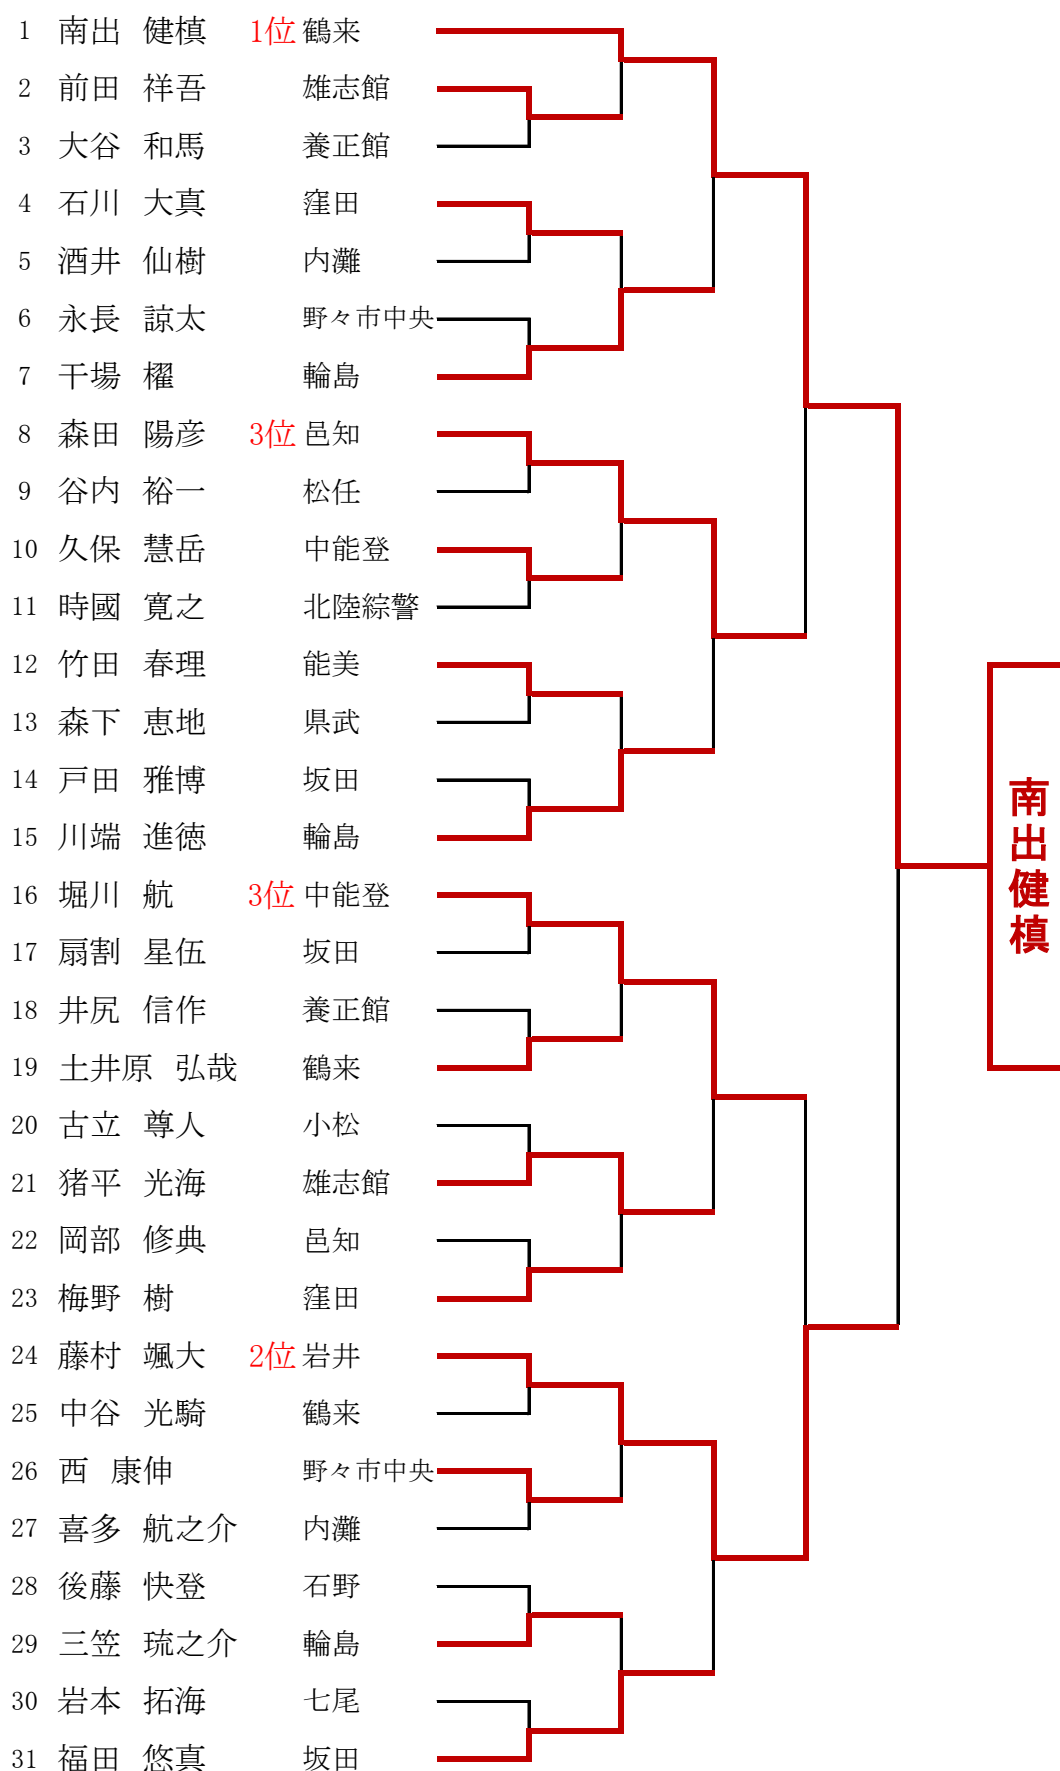 1 南出 健槙 1位 鶴来
2 前田 祥吾 雄志館
3 大谷 和馬 養正館
4 石川 大真 窪田
5 酒井 仙樹 内灘
6 永長 諒太 野々市中央
7 干場 櫂 輪島
8 森田 陽彦 3位 邑知
9 谷内 裕一 松任
10 久保 慧岳 中能登
11 時國 寛之 北陸綜警
12 竹田 春理 能美
13 森下 恵地 県武
14 戸田 雅博 坂田
15 川端 進徳 輪島
16 堀川 航 3位 中能登
17 扇割 星伍 坂田
18 井尻 信作 養正館
19 土井原 弘哉 鶴来
20 古立 尊人 小松
21 猪平 光海 雄志館
22 岡部 修典 邑知
23 梅野 樹 窪田
24 藤村 颯大 2位 岩井
25 中谷 光騎 鶴来
26 西 康伸 野々市中央
27 喜多 航之介 内灘
28 後藤 快登 石野
29 三笠 琉之介 輪島
30 岩本 拓海 七尾
31 福田 悠真 坂田
南出健槙